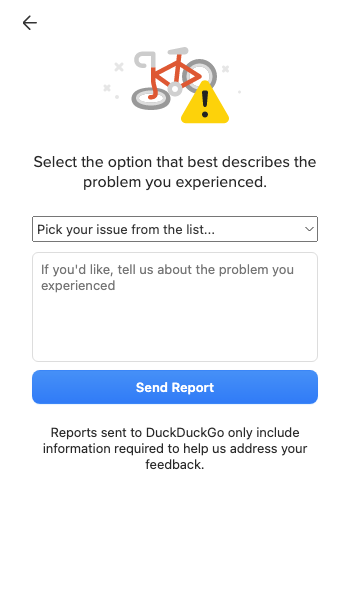 Select the option that best describes the
problem you experienced.
Pick your issue from the list...
If you'd like, tell us about the problem you
experienced
Send Report
Reports sent to DuckDuckGo only include
information required to help us address your
feedback.